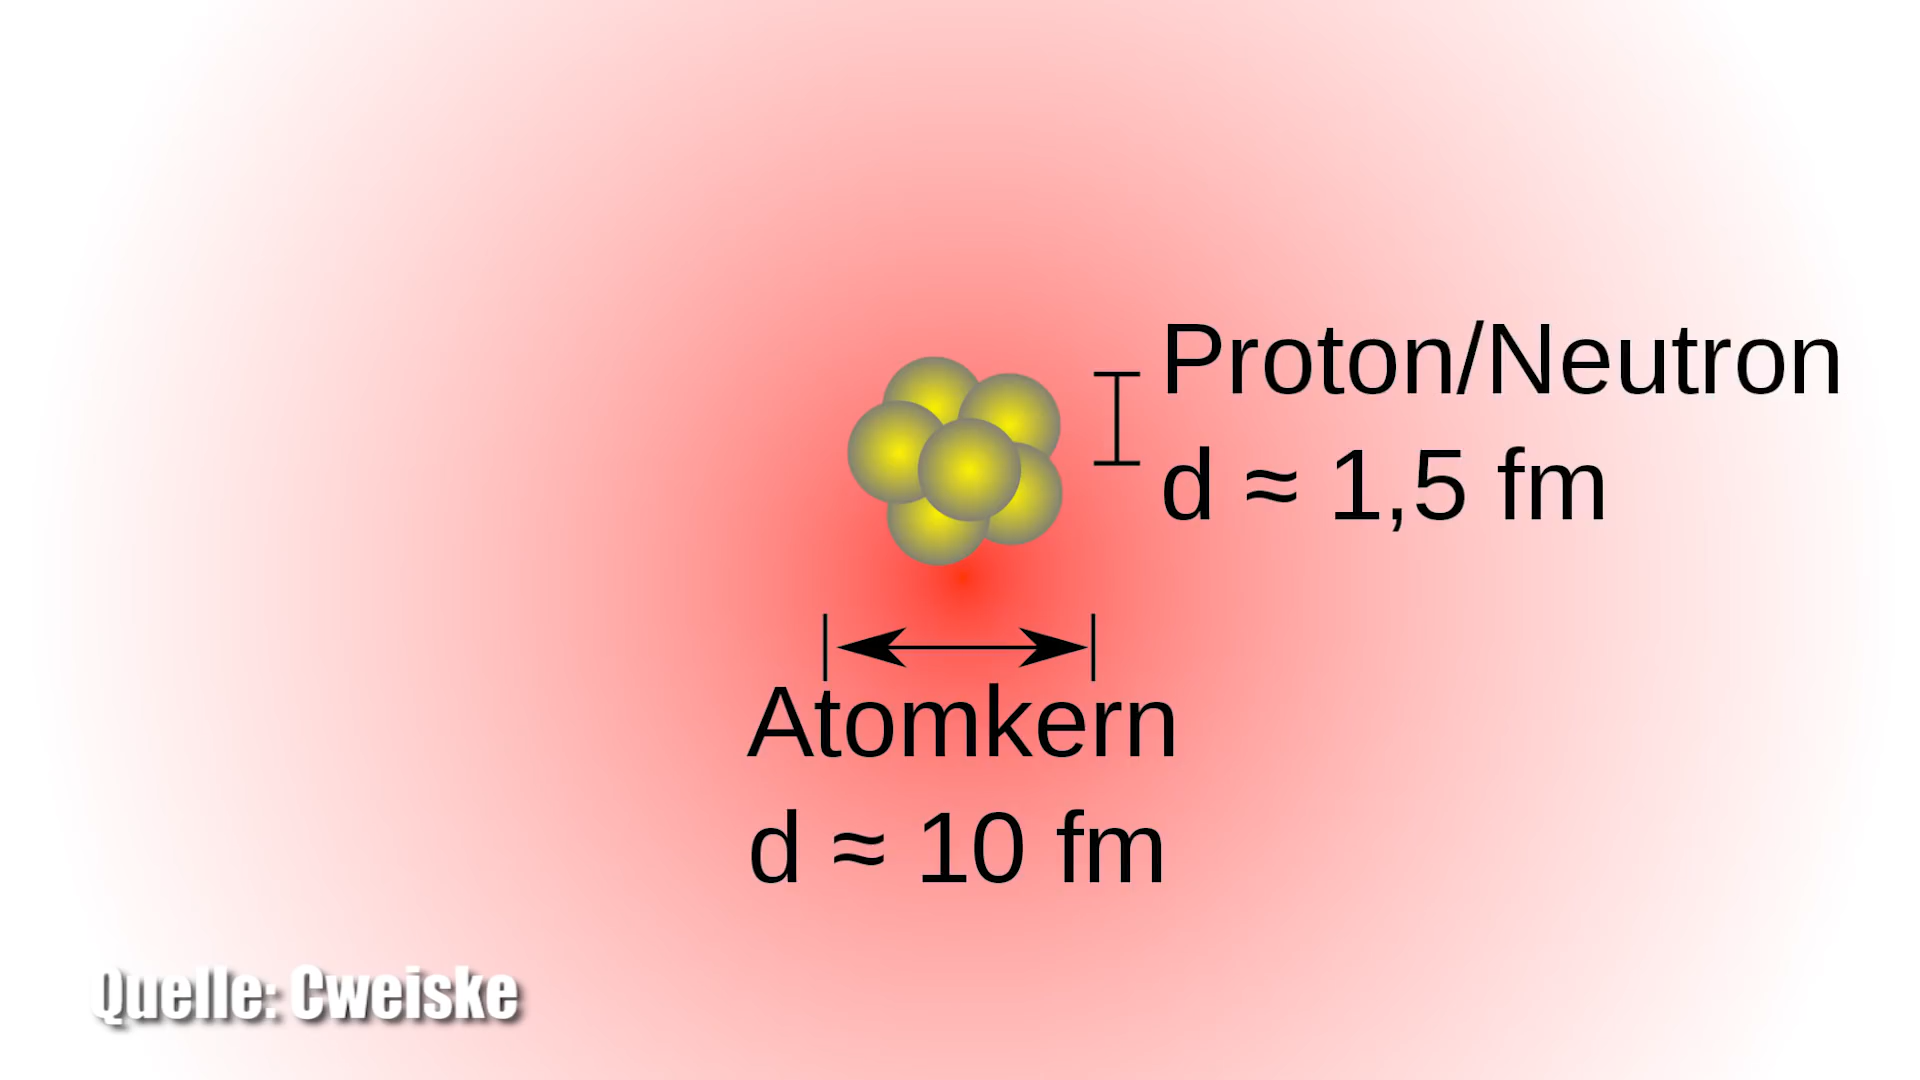 Proton/Neutron
d ≈ 1,5 fm
Atomkern
d ≈ 10 fm
Quelle: Cweiske